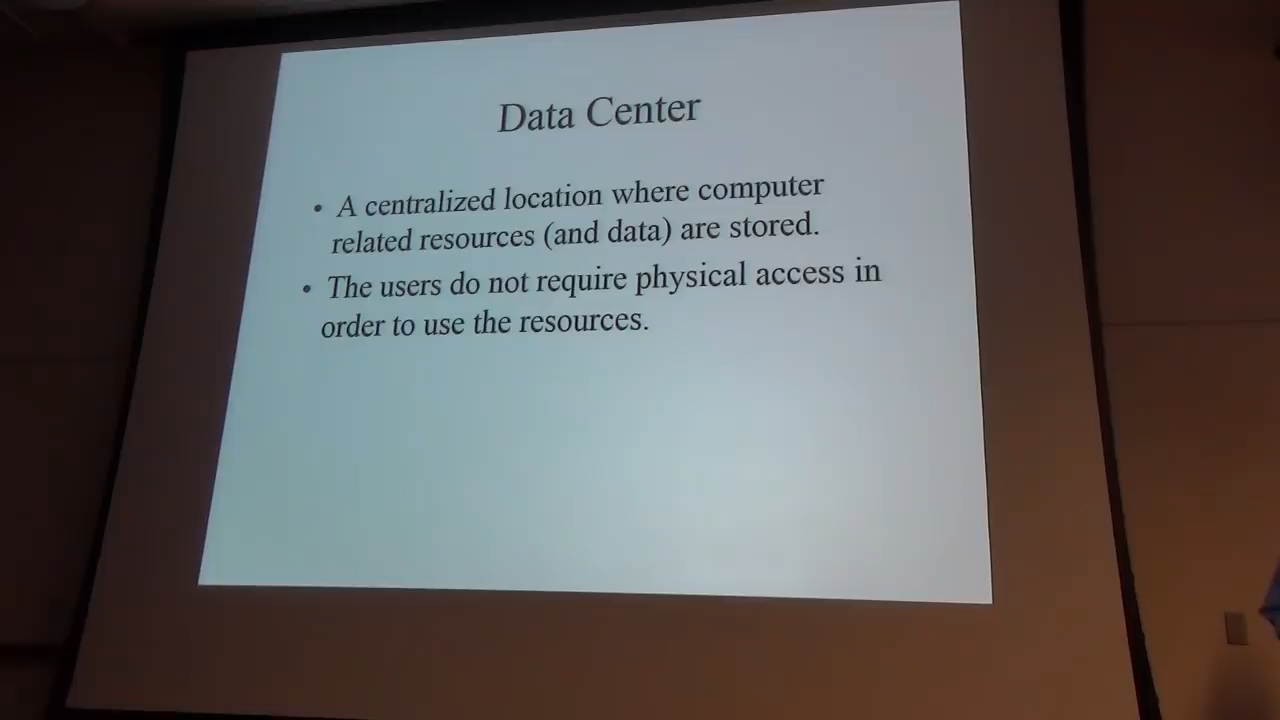 Data Center
• A centralized location where computer
related resources (and data) are stored.
• The users do not require physical access in
order to use the resources.